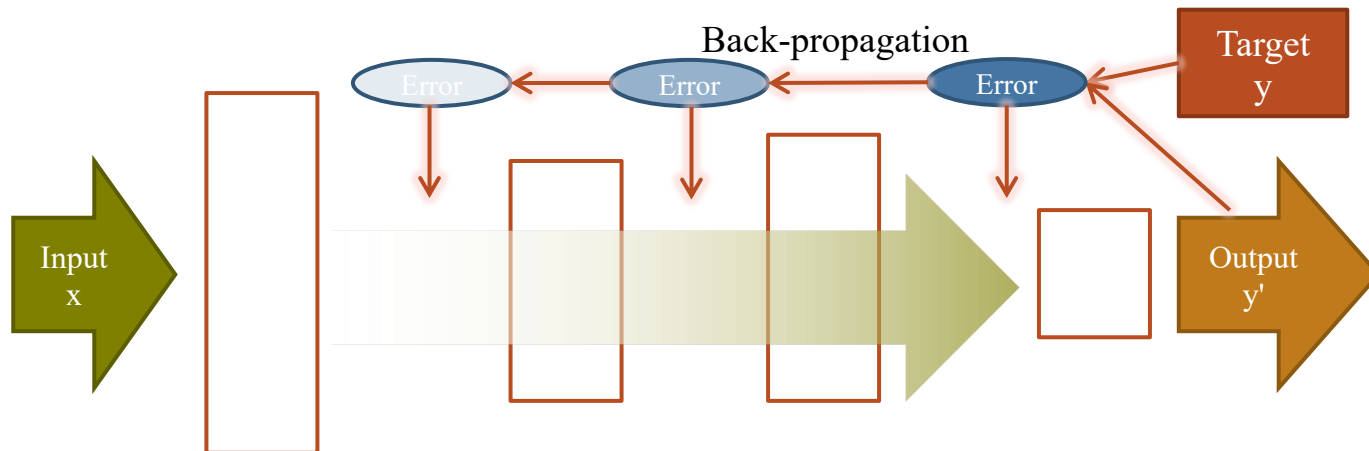 Back-propagation
Target
y
Error
Error
Error
Input
x
Output
y'